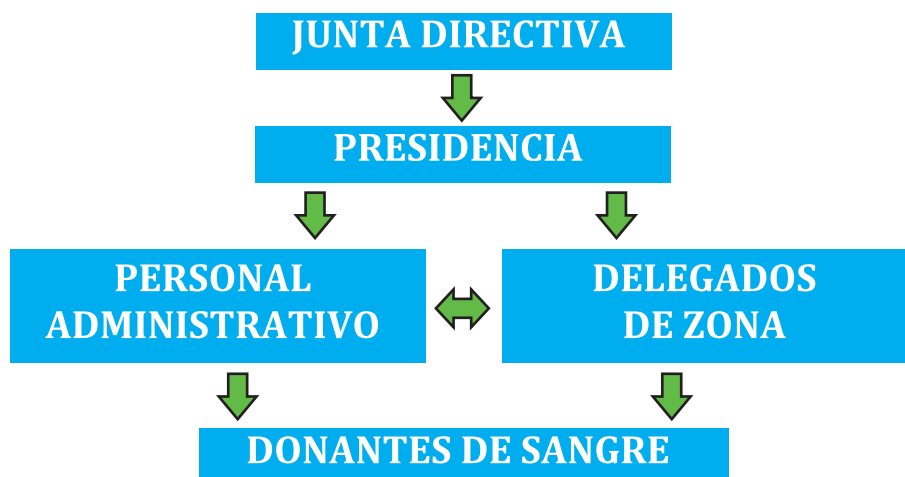 JUNTA DIRECTIVA
PRESIDENCIA
PERSONAL
ADMINISTRATIVO
DELEGADOS
DE ZONA
DONANTES DE SANGRE